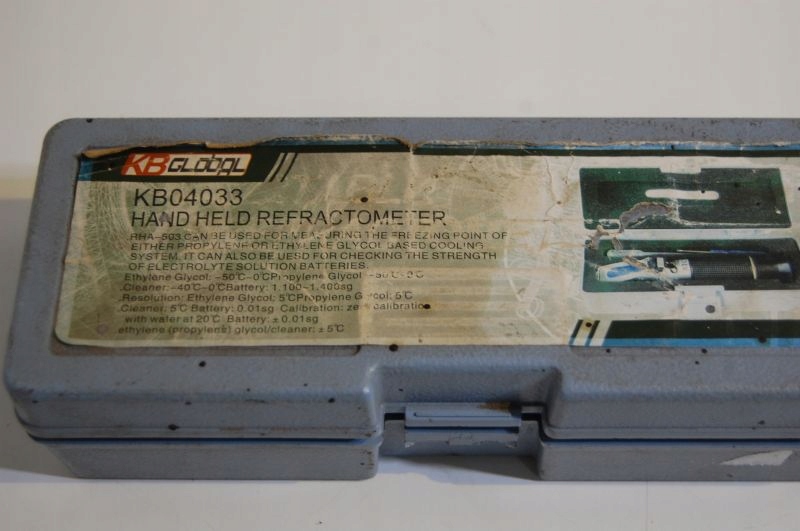 KB GLOBAL
KB04033
HAND HELD REFRACTOMETER
RHA-503 CAN BE USED FOR MEASURING THE FREEZING POINT OF
EITHER PROPYLENE OR ETHYLENE GLYCOL BASED COOLING
SYSTEM. IT CAN ALSO BE UESD FOR CHECKING THE STRENGTH
OF ELECTROLYTE SOLUTION BATTERIES.
Ethylene Glycol: -50℃-0℃Propylene Glycol: -50℃-0℃
.Cleaner: -40℃-0℃Battery: 1.100-1.400sg
.Resolution: Ethylene Glycol: 5℃Propylene Glycol: 5℃
.Cleaner: 5℃ Battery: 0.01sg Calibration: zero calibration
with water at 20℃ Battery: ± 0.01sg
ethylene (propylene) glycol/cleaner: ± 5℃